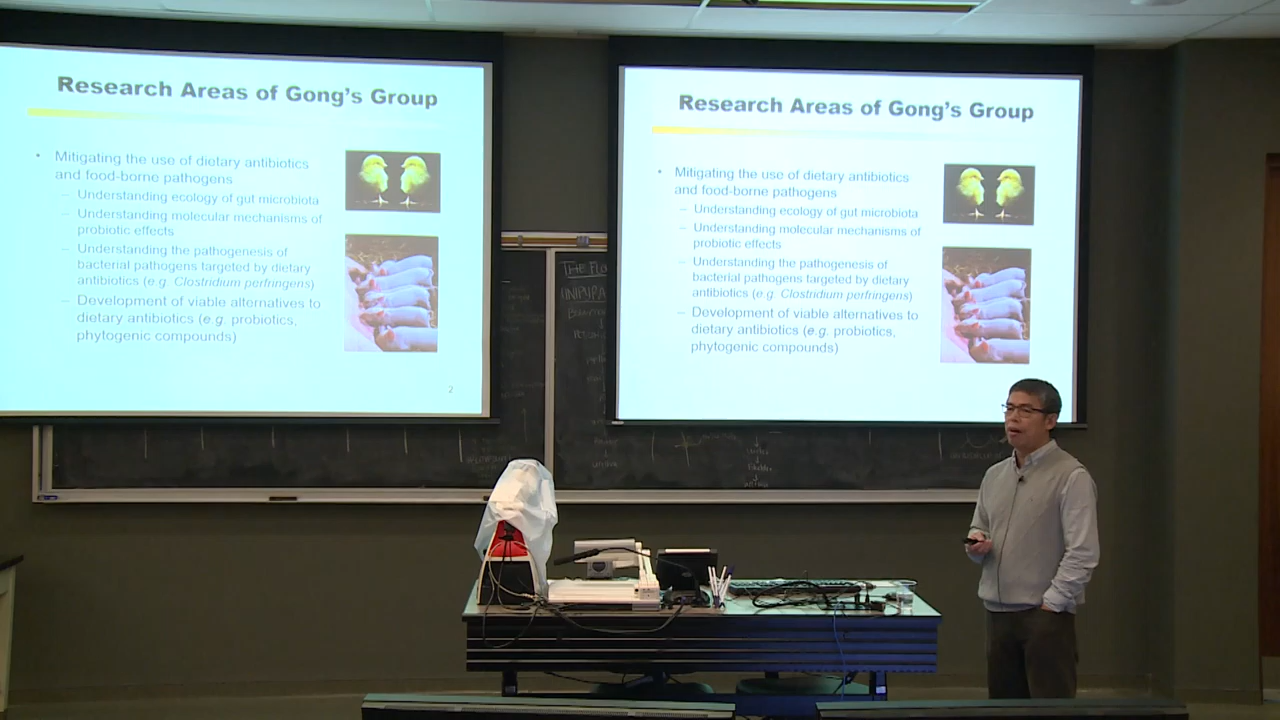 Research Areas of Gong's Group
• Mitigating the use of dietary antibiotics
and food-borne pathogens
– Understanding ecology of gut microbiota
– Understanding molecular mechanisms of
probiotic effects
– Understanding the pathogenesis of
bacterial pathogens targeted by dietary
antibiotics (e.g. Clostridium perfringens)
– Development of viable alternatives to
dietary antibiotics (e.g. probiotics,
phytogenic compounds)
2
Research Areas of Gong's Group
• Mitigating the use of dietary antibiotics
and food-borne pathogens
– Understanding ecology of gut microbiota
– Understanding molecular mechanisms of
probiotic effects
– Understanding the pathogenesis of
bacterial pathogens targeted by dietary
antibiotics (e.g. Clostridium perfringens)
– Development of viable alternatives to
dietary antibiotics (e.g. probiotics,
phytogenic compounds)
THE FLO